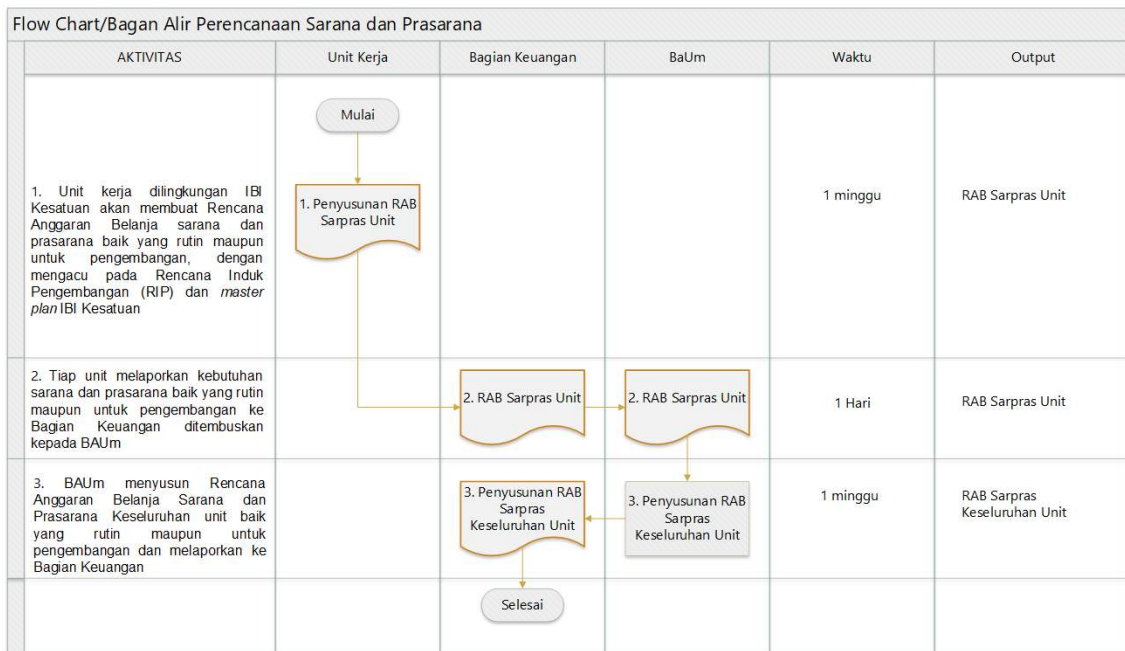 Flow Chart/Bagan Alir Perencanaan Sarana dan Prasarana
AKTIVITAS
Unit Kerja
Bagian Keuangan
BaUm
Waktu
Output
Mulai
1. Unit kerja dilingkungan IBI
Kesatuan akan membuat Rencana
Anggaran Belanja sarana dan
prasarana baik yang rutin maupun
untuk pengembangan, dengan
mengacu pada Rencana Induk
Pengembangan (RIP) dan master
plan IBI Kesatuan
1. Penyusunan RAB
Sarpras Unit
1 minggu
RAB Sarpras Unit
2. Tiap unit melaporkan kebutuhan
sarana dan prasarana baik yang rutin
maupun untuk pengembangan ke
Bagian Keuangan ditembuskan
kepada BAUm
2. RAB Sarpras Unit
2. RAB Sarpras Unit
1 Hari
RAB Sarpras Unit
3. BAUm menyusun Rencana
Anggaran Belanja Sarana dan
Prasarana Keseluruhan unit baik
yang rutin maupun untuk
pengembangan dan melaporkan ke
Bagian Keuangan
3. Penyusunan RAB
Sarpras
Keseluruhan Unit
3. Penyusunan RAB
Sarpras
Keseluruhan Unit
1 minggu
RAB Sarpras
Keseluruhan Unit
Selesai